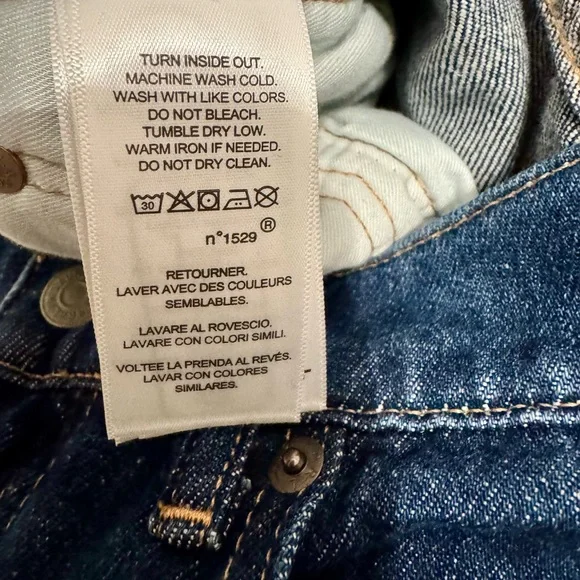 TURN INSIDE OUT.
MACHINE WASH COLD.
WASH WITH LIKE COLORS.
DO NOT BLEACH.
TUMBLE DRY LOW.
WARM IRON IF NEEDED.
DO NOT DRY CLEAN.
30
n°1529 ®
RETOURNER.
LAVER AVEC DES COULEURS
SEMBLABLES.
LAVARE AL ROVESCIO.
LAVARE CON COLORI SIMILI.
VOLTEE LA PRENDA AL REVÉS.
LAVAR CON COLORES
SIMILARES.